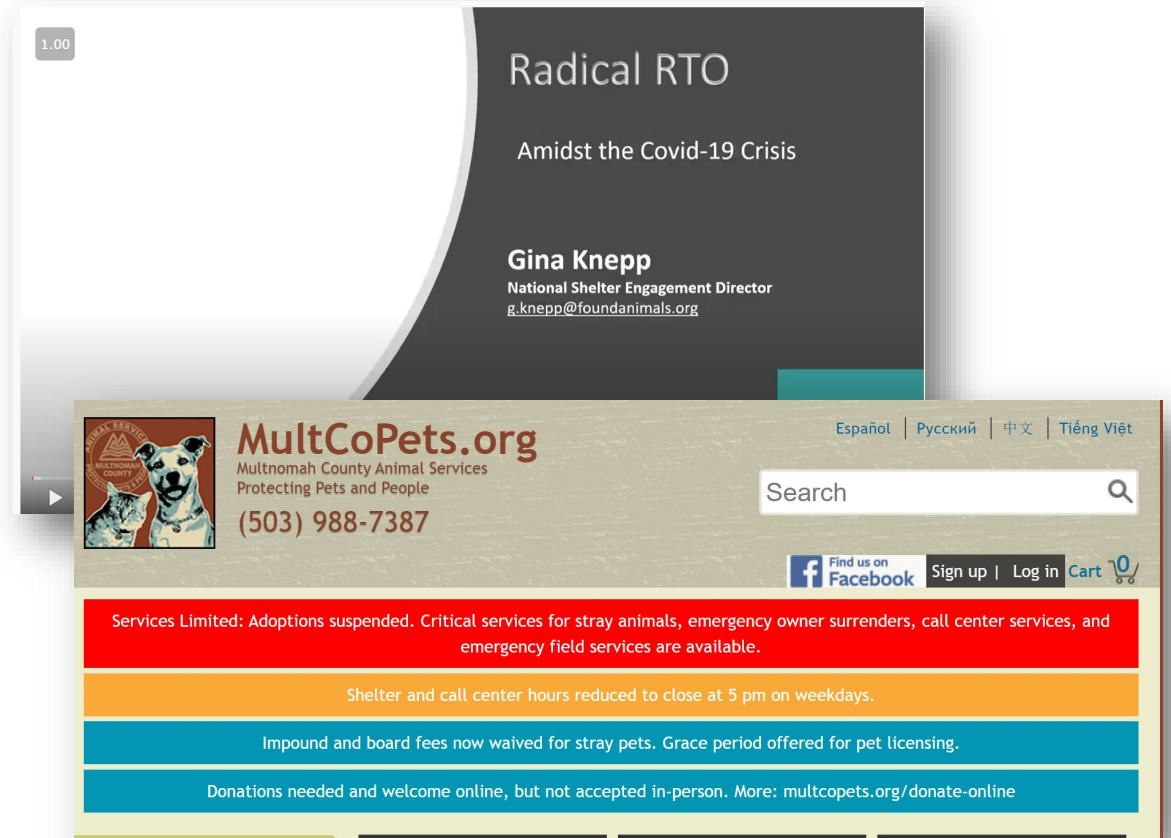 1.00
Radical RTO
Amidst the Covid-19 Crisis
Gina Knepp
National Shelter Engagement Director
g.knepp@foundanimals.org
MultCoPets.org
Multnomah County Animal Services
Protecting Pets and People
(503) 988-7387
Español | Русский | 中文 | Tiếng Việt
Search
MULTNOMAH
COUNTY
Find us on
Facebook
Sign up | Log in Cart 0
Services Limited: Adoptions suspended. Critical services for stray animals, emergency owner surrenders, call center services, and
emergency field services are available.
Shelter and call center hours reduced to close at 5 pm on weekdays.
Impound and board fees now waived for stray pets. Grace period offered for pet licensing.
Donations needed and welcome online, but not accepted in-person. More: multcopets.org/donate-online